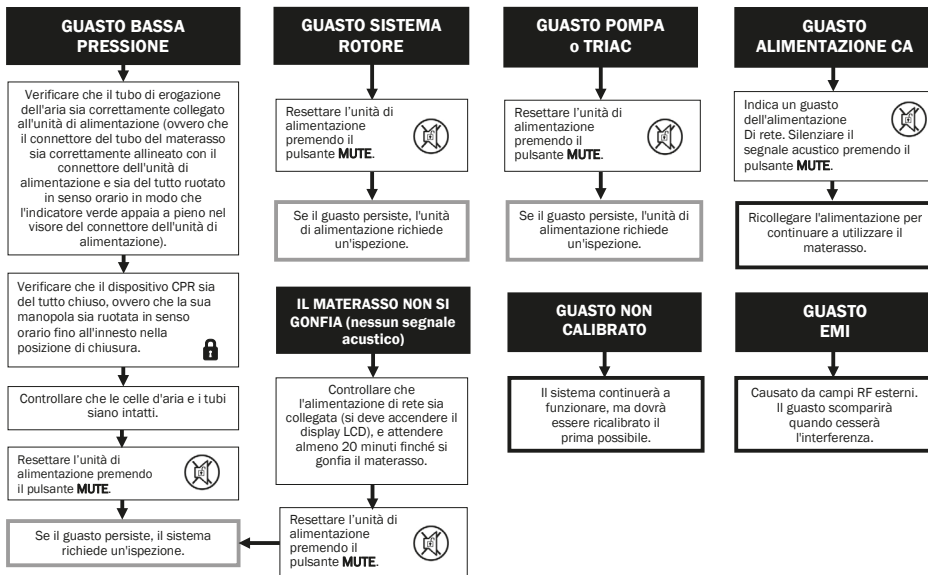 GUASTO BASSA
PRESSIONE
Verificare che il tubo di erogazione
dell'aria sia correttamente collegato
all'unità di alimentazione (ovvero che
il connettore del tubo del materasso
sia correttamente allineato con il
connettore dell'unità di
alimentazione e sia del tutto ruotato
in senso orario in modo che
l'indicatore verde appaia a pieno nel
visore del connettore dell'unità di
alimentazione).
Verificare che il dispositivo CPR sia
del tutto chiuso, ovvero che la sua
manopola sia ruotata in senso
orario fino all'innesto nella
posizione di chiusura.
Controllare che le celle d'aria e i tubi
siano intatti.
Resettare l'unità di
alimentazione premendo
il pulsante MUTE.
Se il guasto persiste, il sistema
richiede un'ispezione.
GUASTO SISTEMA
ROTORE
Resettare l'unità di
alimentazione
premendo il
pulsante MUTE.
Se il guasto persiste, l'unità
di alimentazione richiede
un'ispezione.
IL MATERASSO NON SI
GONFIA (nessun segnale
acustico)
Controllare che
l'alimentazione di rete sia
collegata (si deve accendere il
display LCD), e attendere
almeno 20 minuti finché si
gonfia il materasso.
Resettare l'unità di
alimentazione
premendo il
pulsante MUTE.
GUASTO POMPA
o TRIAC
Resettare l'unità di
alimentazione
premendo il
pulsante MUTE.
Se il guasto persiste, l'unità di
alimentazione richiede
un'ispezione.
GUASTO NON
CALIBRATO
Il sistema continuerà a
funzionare, ma dovrà
essere ricalibrato il
prima possibile.
GUASTO
ALIMENTAZIONE CA
Indica un guasto
dell'alimentazione
Di rete. Silenziare il
segnale acustico premendo il
pulsante MUTE.
Ricollegare l'alimentazione per
continuare a utilizzare il
materasso.
GUASTO
EMI
Causato da campi RF esterni.
Il guasto scomparirà
quando cesserà
l'interferenza.